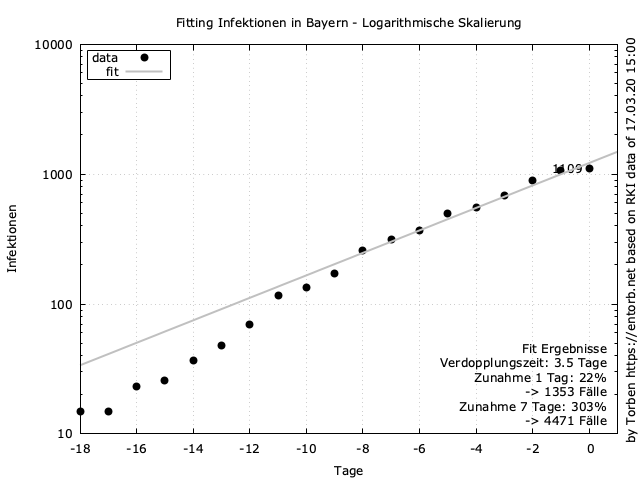 Fitting Infektionen in Bayern - Logarithmische Skalierung
10000
1000
100
10
Infektionen
data
fit
1109
Fit Ergebnisse
Verdopplungszeit: 3.5 Tage
Zunahme 1 Tag: 22%
-> 1353 Fälle
Zunahme 7 Tage: 303%
-> 4471 Fälle
-18 -16 -14 -12 -10 -8 -6 -4 -2 0
Tage
by Torben https://entorb.net based on RKI data of 17.03.20 15:00